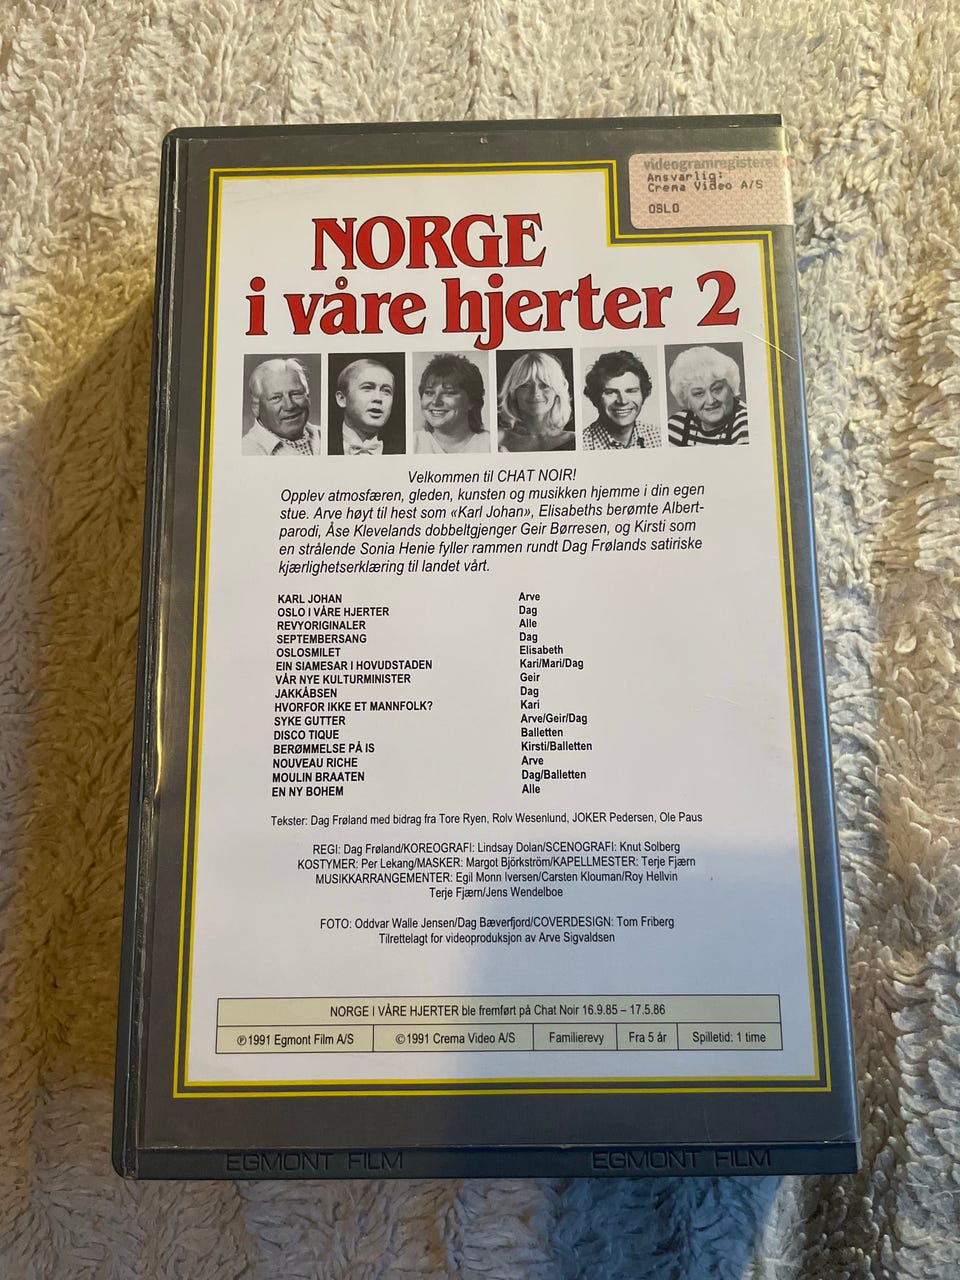 videogramregisteret
Ansvarlig:
Crema Video A/S
OSLO
NORGE
i våre hjerter 2
Velkommen til CHAT NOIR!
Opplev atmosfæren, gleden, kunsten og musikken hjemme i din egen
stue. Arve høyt til hest som «Karl Johan», Elisabeths berømte Albert-
parodi, Åse Klevelands dobbeltgjenger Geir Børresen, og Kirsti som
en strålende Sonia Henie fyller rammen rundt Dag Frølands satiriske
kjærlighetserklæring til landet vårt.
KARL JOHAN Arve
OSLO I VÅRE HJERTER Dag
REVYORIGINALER Alle
SEPTEMBERSANG Dag
OSLOSMILET Elisabeth
EIN SIAMESAR I HOVUDSTADEN Kari/Mari/Dag
VÅR NYE KULTURMINISTER Geir
JAKKÅBSEN Dag
HVORFOR IKKE ET MANNFOLK? Kari
SYKE GUTTER Arve/Geir/Dag
DISCO TIQUE Balletten
BERØMMELSE PÅ IS Kirsti/Balletten
NOUVEAU RICHE Arve
MOULIN BRAATEN Dag/Balletten
EN NY BOHEM Alle
Tekster: Dag Frøland med bidrag fra Tore Ryen, Rolv Wesenlund, JOKER Pedersen, Ole Paus
REGI: Dag Frøland/KOREOGRAFI: Lindsay Dolan/SCENOGRAFI: Knut Solberg
KOSTYMER: Per Lekang/MASKER: Margot Björkström/KAPELLMESTER: Terje Fjærn
MUSIKKARRANGEMENTER: Egil Monn Iversen/Carsten Klouman/Roy Hellvin
Terje Fjærn/Jens Wendelboe
FOTO: Oddvar Walle Jensen/Dag Bæverfjord/COVERDESIGN: Tom Friberg
Tilrettelagt for videoproduksjon av Arve Sigvaldsen
NORGE I VÅRE HJERTER ble fremført på Chat Noir 16.9.85 – 17.5.86
℗1991 Egmont Film A/S ©1991 Crema Video A/S Familierevy Fra 5 år Spilletid: 1 time
EGMONT FILM EGMONT FILM